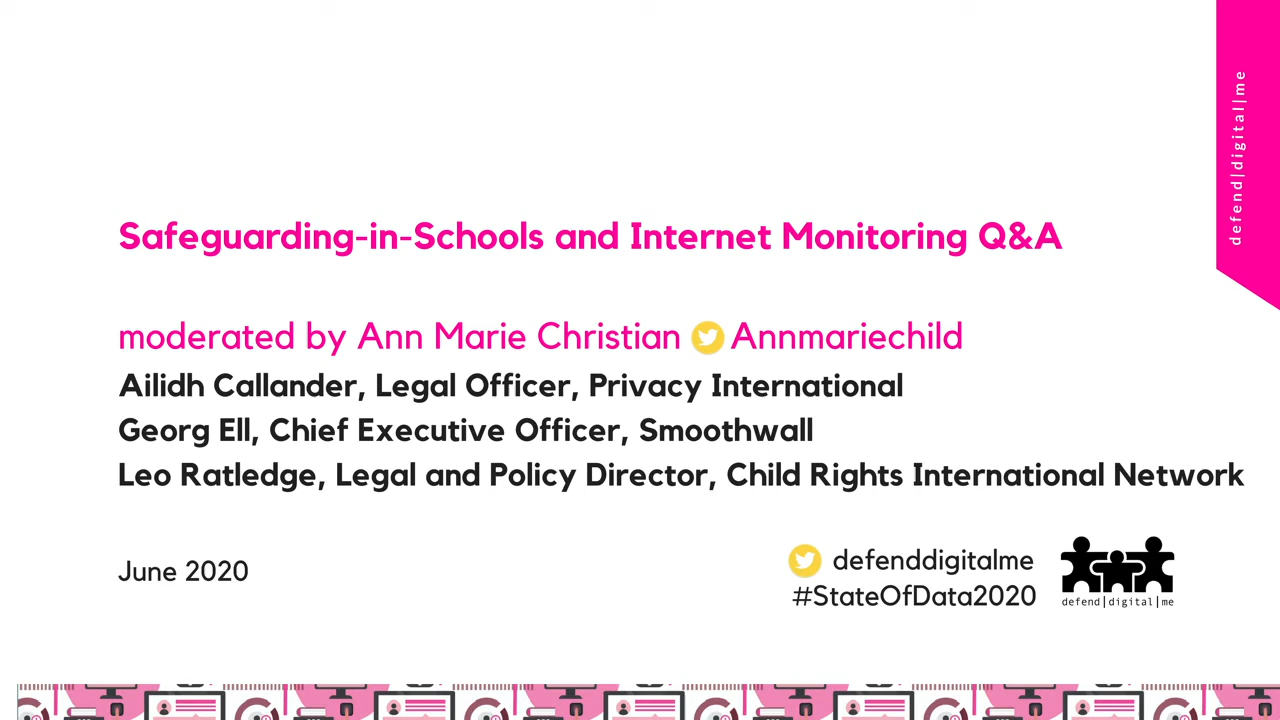 defend|digital|me
Safeguarding-in-Schools and Internet Monitoring Q&A
moderated by Ann Marie Christian Annmariechild
Ailidh Callander, Legal Officer, Privacy International
Georg Ell, Chief Executive Officer, Smoothwall
Leo Ratledge, Legal and Policy Director, Child Rights International Network
June 2020
defenddigitalme
#StateOfData2020
defend|digital|me